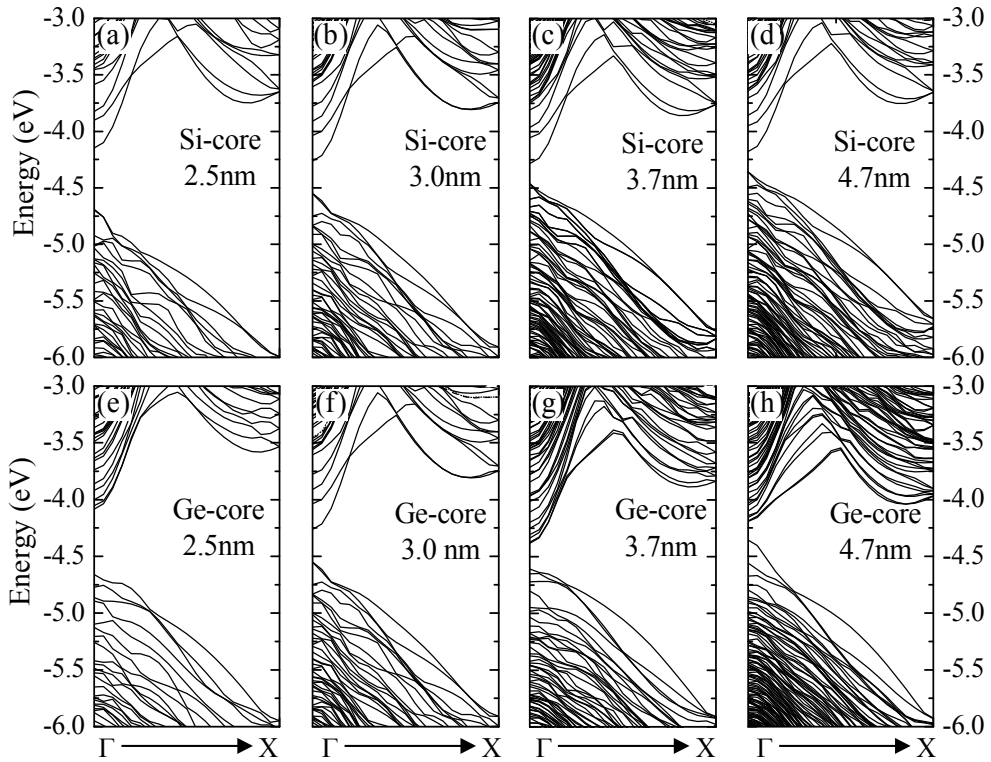 (a) (b) (c) (d)
-3.0 -3.0
-3.5 -3.5
-4.0 -4.0
-4.5 -4.5
-5.0 -5.0
-5.5 -5.5
-6.0 -6.0
Energy (eV)
Si-core
2.5nm
Si-core
3.0nm
Si-core
3.7nm
Si-core
4.7nm
(e) (f) (g) (h)
-3.0 -3.0
-3.5 -3.5
-4.0 -4.0
-4.5 -4.5
-5.0 -5.0
-5.5 -5.5
-6.0 -6.0
Energy (eV)
Ge-core
2.5nm
Ge-core
3.0 nm
Ge-core
3.7nm
Ge-core
4.7nm
Γ X Γ X Γ X Γ X